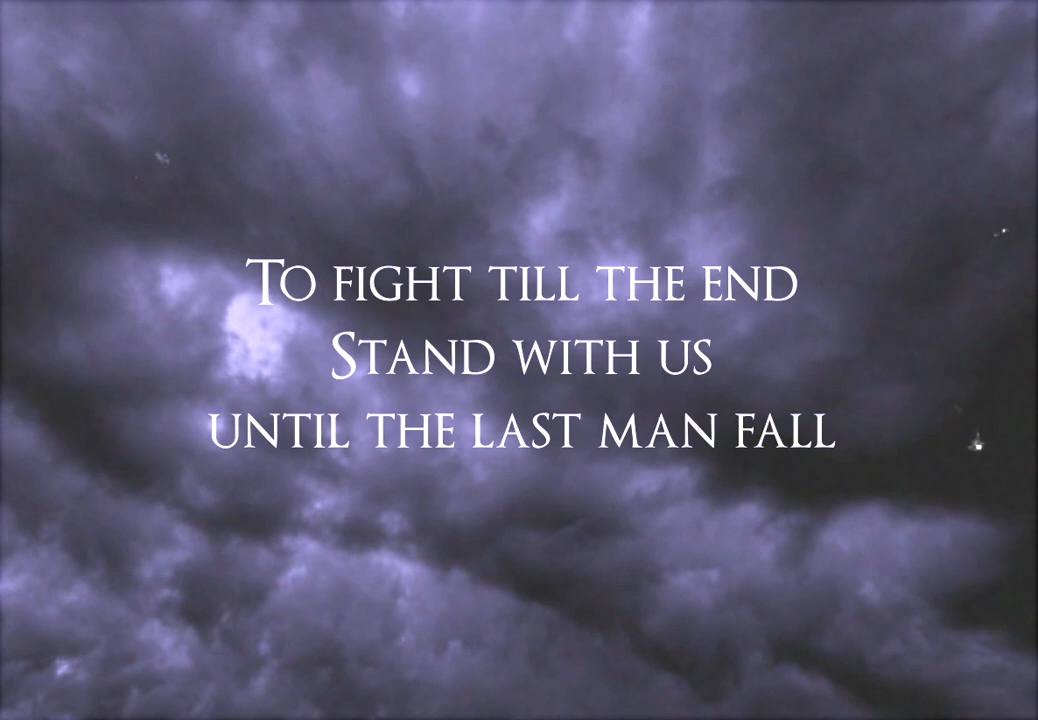 To fight till the end
Stand with us
until the last man fall